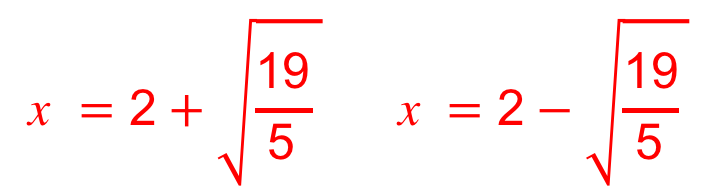 x = 2 + √(19/5) x = 2 − √(19/5)